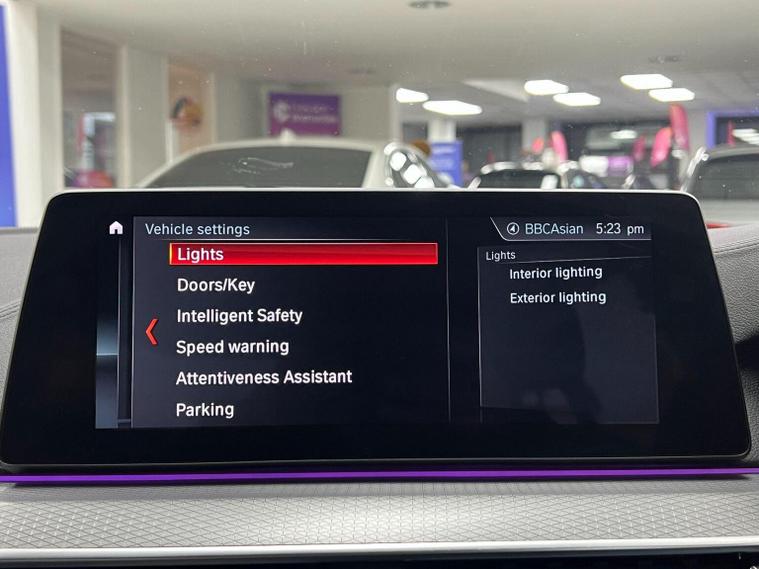 Vehicle settings
BBCAsian 5:23 pm
Lights
Doors/Key
Intelligent Safety
Speed warning
Attentiveness Assistant
Parking
Lights
Interior lighting
Exterior lighting